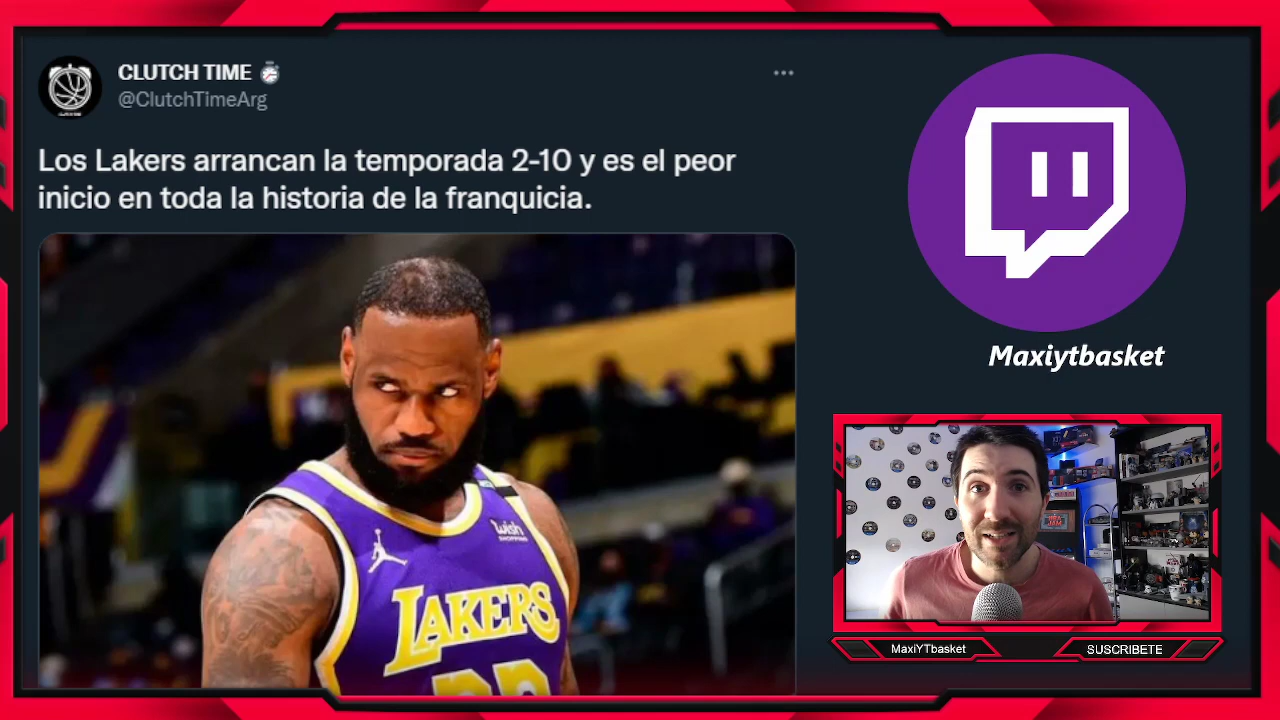 CLUTCH TIME
@ClutchTimeArg
Los Lakers arrancan la temporada 2-10 y es el peor
inicio en toda la historia de la franquicia.
wish
LAKERS
Maxiytbasket
MaxiYTbasket
SUSCRIBETE